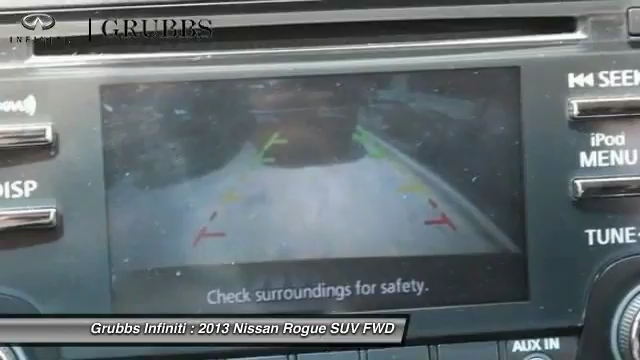 INFINITI | GRUBBS
XM
SEEK
iPod
MENU
DISP
TUNE
Check surroundings for safety.
Grubbs Infiniti : 2013 Nissan Rogue SUV FWD
AUX IN